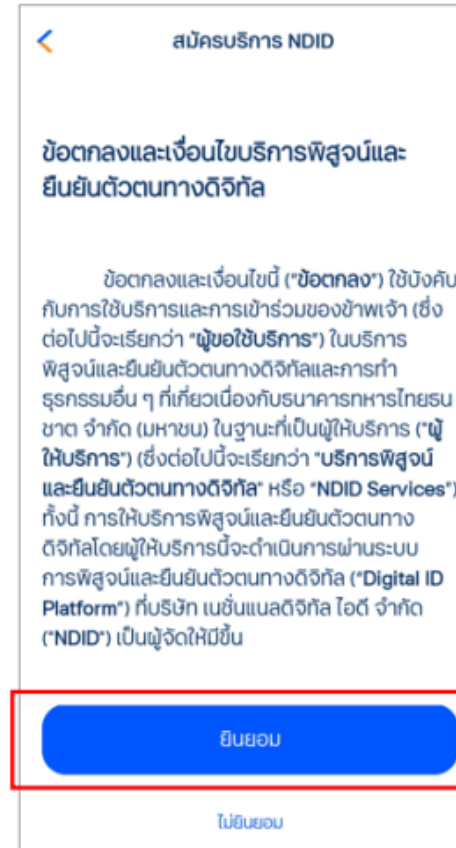 สมัครบริการ NDID
ข้อตกลงและเงื่อนไขบริการพิสูจน์และ
ยืนยันตัวตนทางดิจิทัล
ข้อตกลงและเงื่อนไขนี้ ("ข้อตกลง") ใช้บังคับ
กับการใช้บริการและการเข้าร่วมของข้าพเจ้า (ซึ่ง
ต่อไปนี้จะเรียกว่า "ผู้ขอใช้บริการ") ในบริการ
พิสูจน์และยืนยันตัวตนทางดิจิทัลและการทำ
ธุรกรรมอื่น ๆ ที่เกี่ยวเนื่องกับธนาคารทหารไทยธน
ชาต จำกัด (มหาชน) ในฐานะที่เป็นผู้ให้บริการ ("ผู้
ให้บริการ") (ซึ่งต่อไปนี้จะเรียกว่า "บริการพิสูจน์
และยืนยันตัวตนทางดิจิทัล" หรือ "NDID Services")
ทั้งนี้ การให้บริการพิสูจน์และยืนยันตัวตนทาง
ดิจิทัลโดยผู้ให้บริการนี้จะดำเนินการผ่านระบบ
การพิสูจน์และยืนยันตัวตนทางดิจิทัล ("Digital ID
Platform") ที่บริษัท เนชั่นแนลดิจิทัล ไอดี จำกัด
("NDID") เป็นผู้จัดให้มีขึ้น
ยินยอม
ไม่ยินยอม